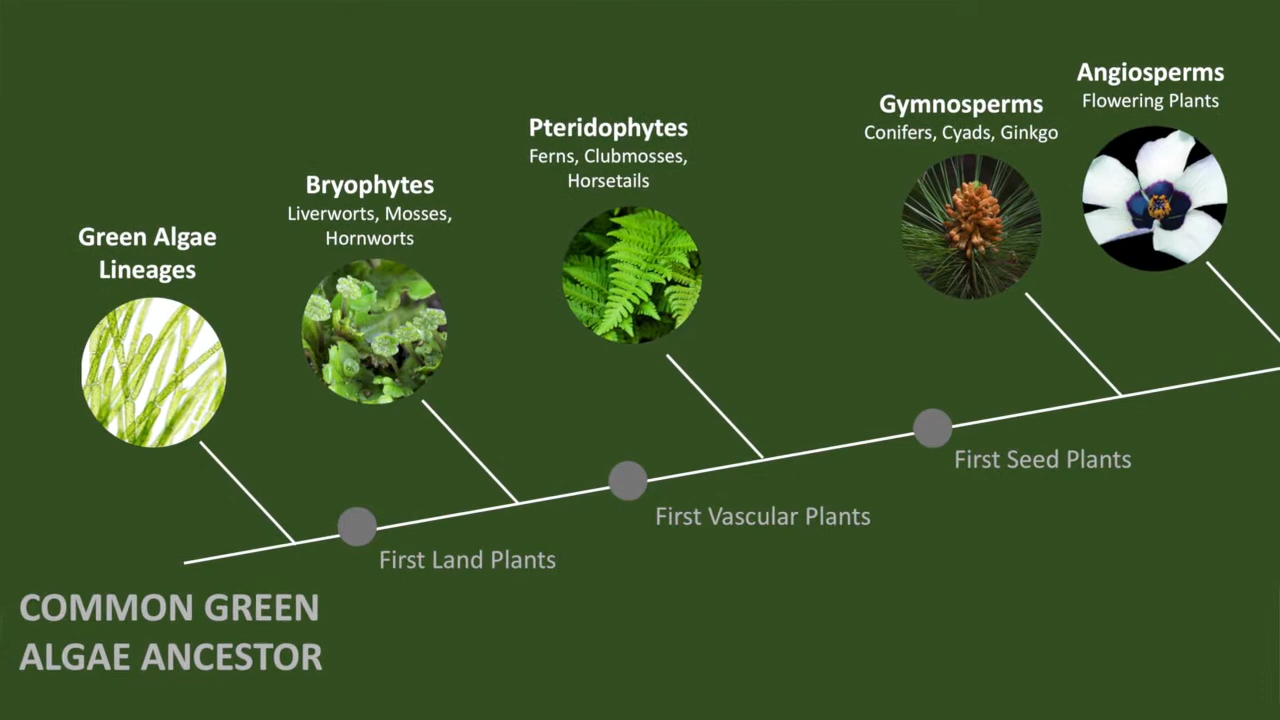 Angiosperms
Flowering Plants
Gymnosperms
Conifers, Cyads, Ginkgo
Pteridophytes
Ferns, Clubmosses,
Horsetails
Bryophytes
Liverworts, Mosses,
Hornworts
Green Algae
Lineages
First Seed Plants
First Vascular Plants
First Land Plants
COMMON GREEN
ALGAE ANCESTOR